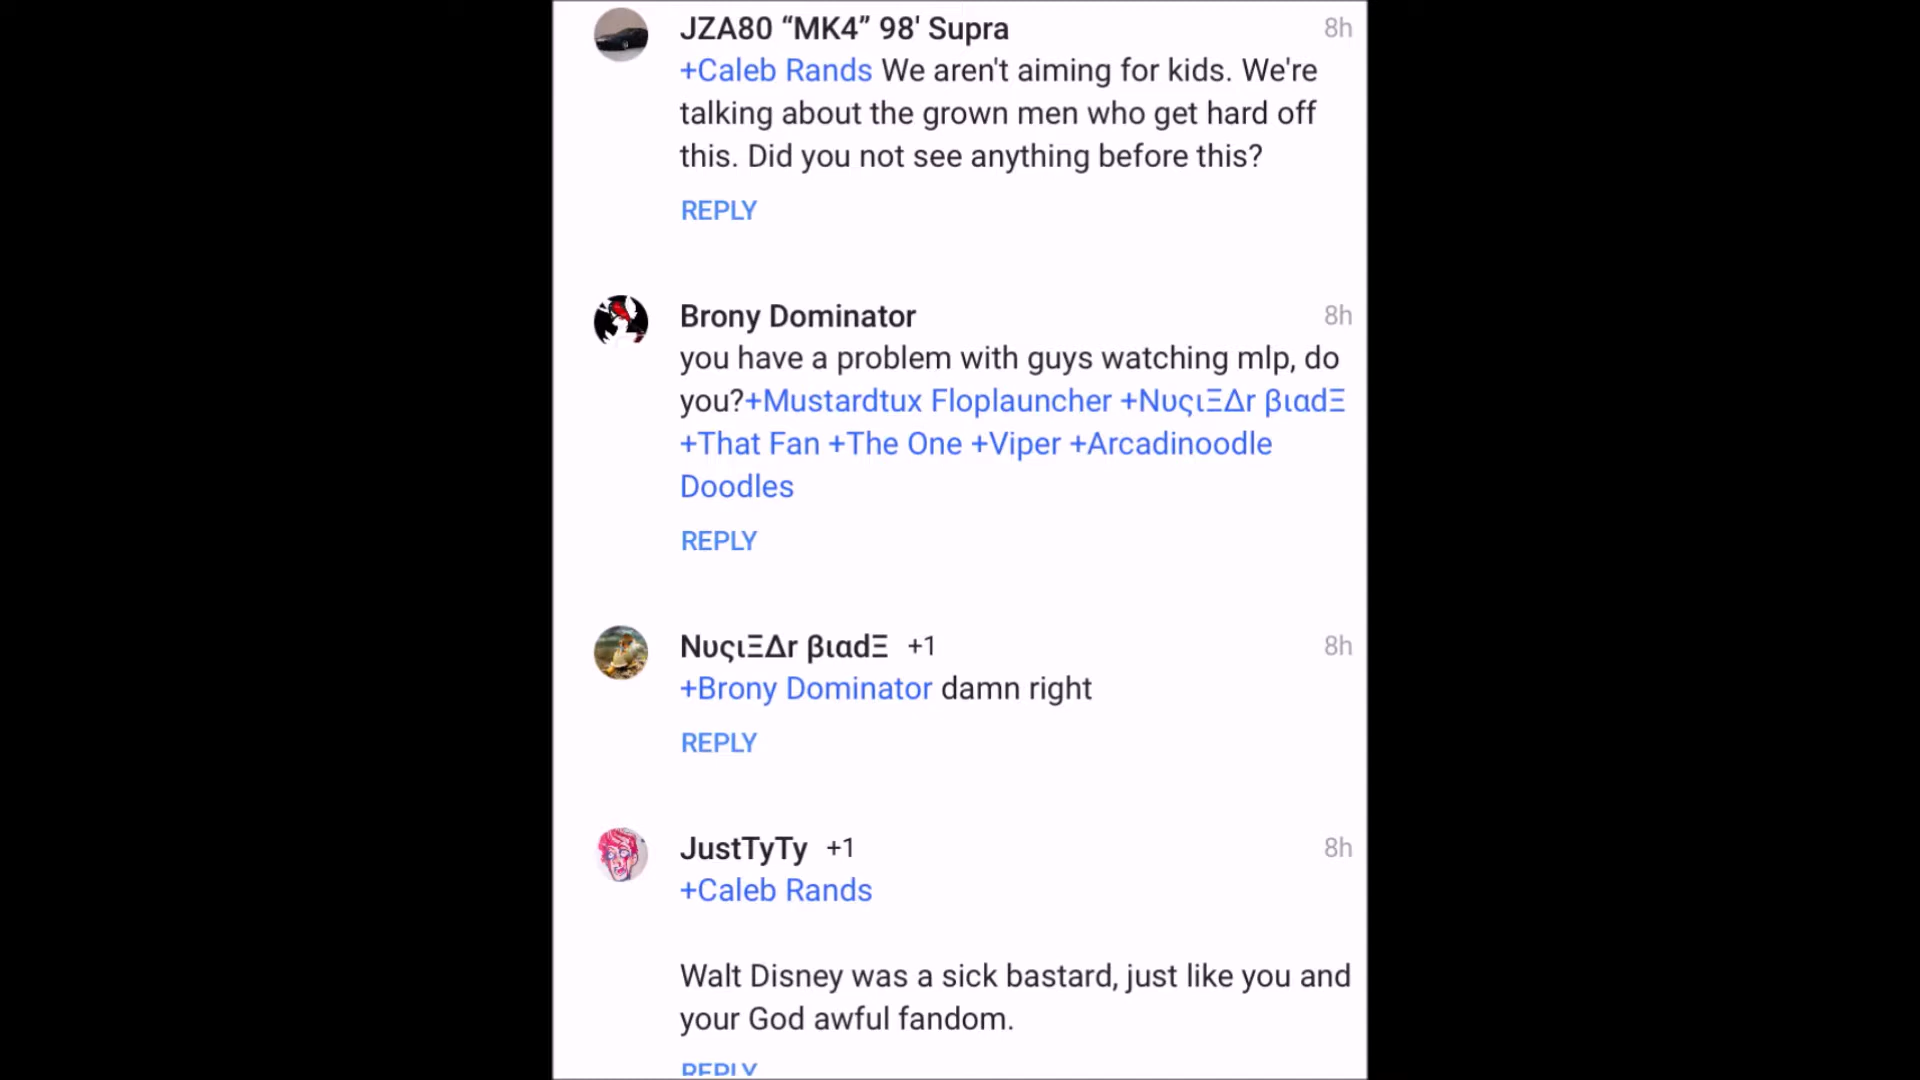 JZA80 “MK4” 98' Supra 8h
+Caleb Rands We aren't aiming for kids. We're
talking about the grown men who get hard off
this. Did you not see anything before this?
REPLY
Brony Dominator 8h
you have a problem with guys watching mlp, do
you?+Mustardtux Floplauncher +NυςιΞΔr βιαdΞ
+That Fan +The One +Viper +Arcadinoodle
Doodles
REPLY
NυςιΞΔr βιαdΞ +1 8h
+Brony Dominator damn right
REPLY
JustTyTy +1 8h
+Caleb Rands
Walt Disney was a sick bastard, just like you and
your God awful fandom.
REPLY